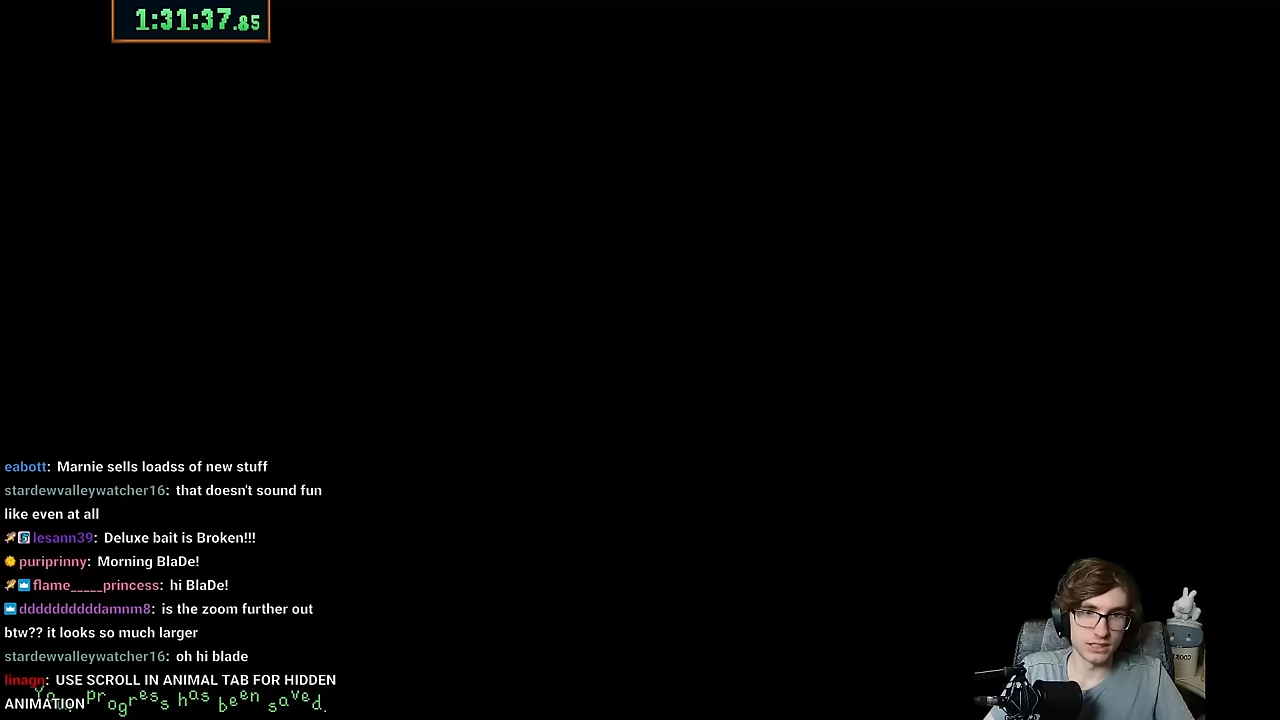 1:31:37.85
eabott: Marnie sells loadss of new stuff
stardewvalleywatcher16: that doesn't sound fun
like even at all
lesann39: Deluxe bait is Broken!!!
puriprinny: Morning BlaDe!
flame_____princess: hi BlaDe!
ddddddddddamnm8: is the zoom further out
btw?? it looks so much larger
stardewvalleywatcher16: oh hi blade
linagn: USE SCROLL IN ANIMAL TAB FOR HIDDEN
ANIMATION
progress has been saved.